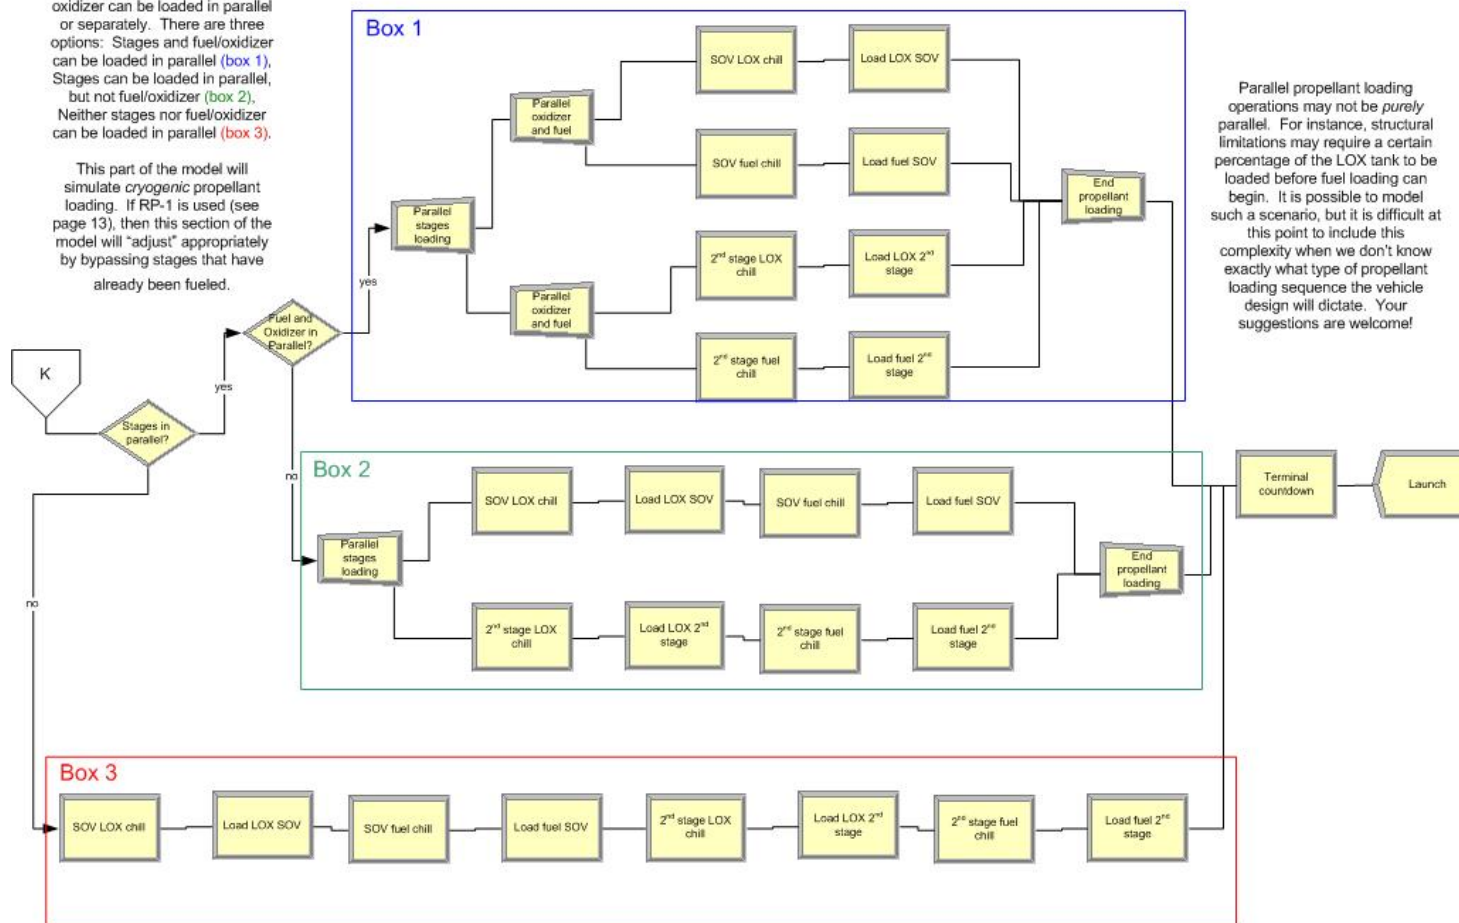 oxidizer can be loaded in parallel
or separately. There are three
options: Stages and fuel/oxidizer
can be loaded in parallel (box 1),
Stages can be loaded in parallel,
but not fuel/oxidizer (box 2),
Neither stages nor fuel/oxidizer
can be loaded in parallel (box 3).
This part of the model will
simulate cryogenic propellant
loading. If RP-1 is used (see
page 13), then this section of the
model will "adjust" appropriately
by bypassing stages that have
already been fueled.
K
Stages in
parallel?
yes
no
Fuel and
Oxidizer in
Parallel?
yes
no
Box 1
Parallel
stages
loading
Parallel
oxidizer
and fuel
SOV LOX chill
Load LOX SOV
SOV fuel chill
Load fuel SOV
Parallel
oxidizer
and fuel
2nd stage LOX
chill
Load LOX 2nd
stage
2nd stage fuel
chill
Load fuel 2nd
stage
End
propellant
loading
Parallel propellant loading
operations may not be purely
parallel. For instance, structural
limitations may require a certain
percentage of the LOX tank to be
loaded before fuel loading can
begin. It is possible to model
such a scenario, but it is difficult at
this point to include this
complexity when we don't know
exactly what type of propellant
loading sequence the vehicle
design will dictate. Your
suggestions are welcome!
Box 2
Parallel
stages
loading
SOV LOX chill
Load LOX SOV
SOV fuel chill
Load fuel SOV
2nd stage LOX
chill
Load LOX 2nd
stage
2nd stage fuel
chill
Load fuel 2nd
stage
End
propellant
loading
Terminal
countdown
Launch
Box 3
SOV LOX chill
Load LOX SOV
SOV fuel chill
Load fuel SOV
2nd stage LOX
chill
Load LOX 2nd
stage
2nd stage fuel
chill
Load fuel 2nd
stage